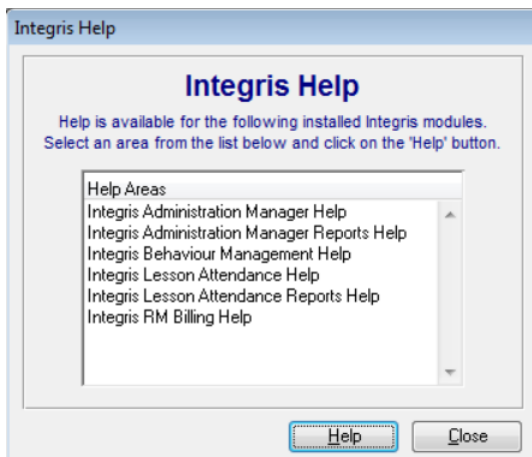 Integris Help
Integris Help
Help is available for the following installed Integris modules.
Select an area from the list below and click on the 'Help' button.
Help Areas
Integris Administration Manager Help
Integris Administration Manager Reports Help
Integris Behaviour Management Help
Integris Lesson Attendance Help
Integris Lesson Attendance Reports Help
Integris RM Billing Help
Help
Close